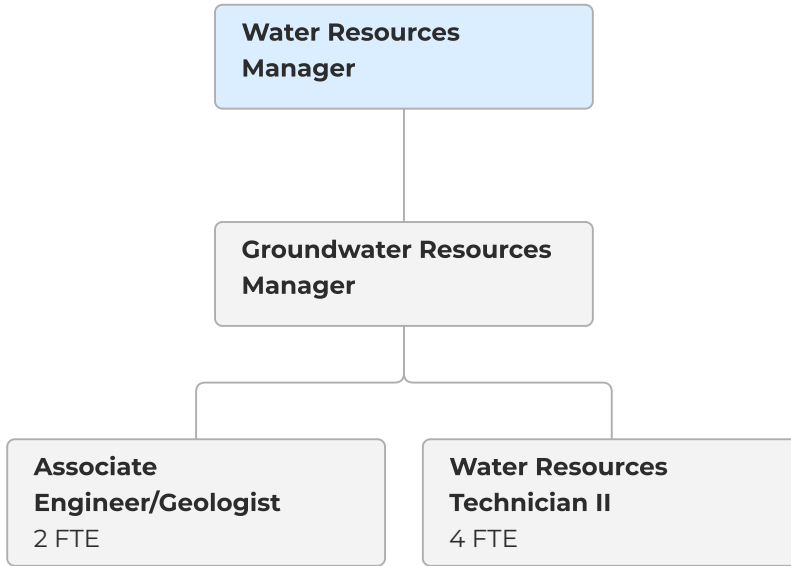 Water Resources
Manager
Groundwater Resources
Manager
Associate
Engineer/Geologist
2 FTE
Water Resources
Technician II
4 FTE